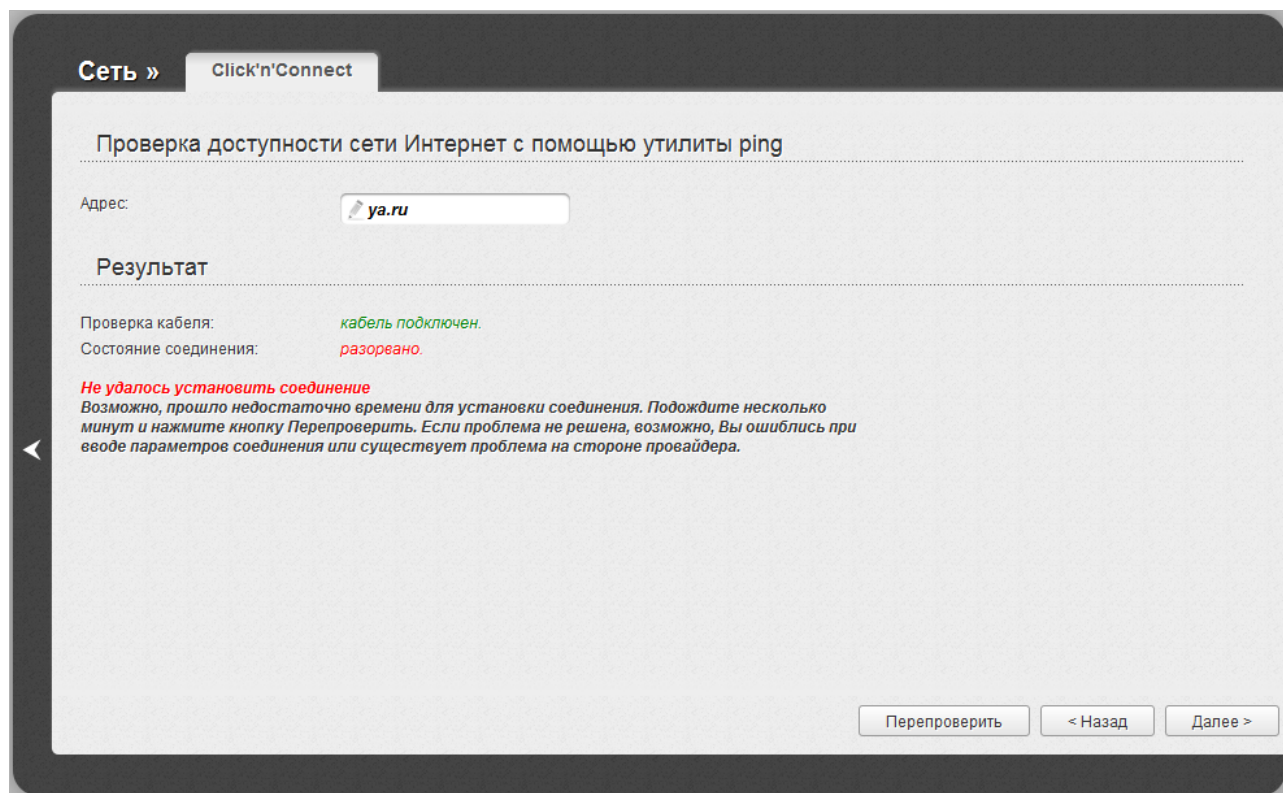 Сеть » Click'n'Connect
Проверка доступности сети Интернет с помощью утилиты ping
Адрес: ya.ru
Результат
Проверка кабеля: кабель подключен.
Состояние соединения: разорвано.
Не удалось установить соединение
Возможно, прошло недостаточно времени для установки соединения. Подождите несколько
минут и нажмите кнопку Перепроверить. Если проблема не решена, возможно, Вы ошиблись при
вводе параметров соединения или существует проблема на стороне провайдера.
Перепроверить < Назад Далее >